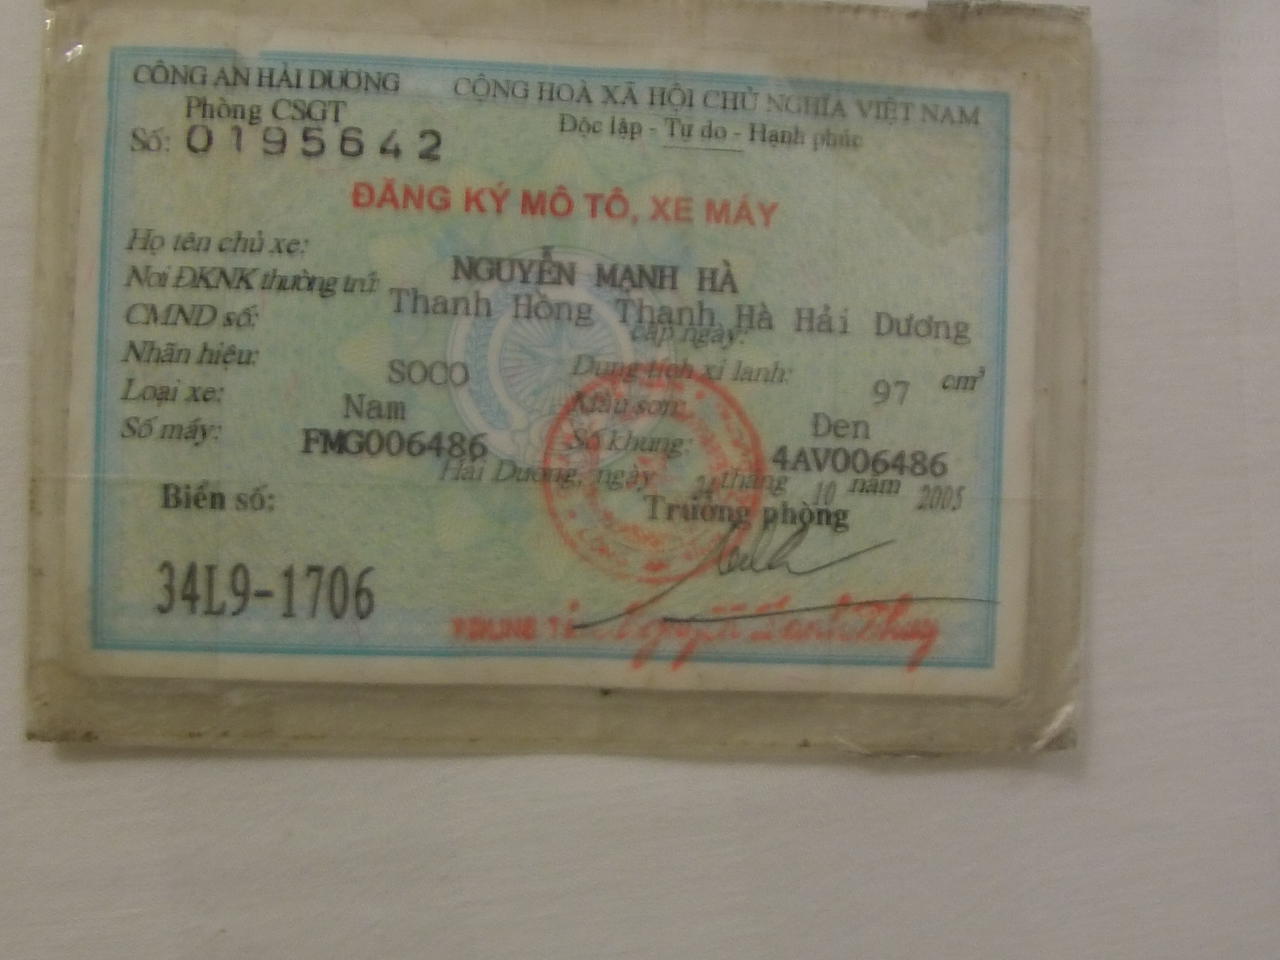 CÔNG AN HẢI DƯƠNG
Phòng CSGT
Số: 0195642
CỘNG HOÀ XÃ HỘI CHỦ NGHĨA VIỆT NAM
Độc lập - Tự do - Hạnh phúc
ĐĂNG KÝ MÔ TÔ, XE MÁY
Họ tên chủ xe: NGUYỄN MẠNH HÀ
Nơi ĐKNK thường trú: Thanh Hồng Thanh Hà Hải Dương
CMND số: cấp ngày:
Nhãn hiệu: SOCO Dung tích xi lanh: 97 cm³
Loại xe: Nam Màu sơn: Đen
Số máy: FMG006486 Số khung: 4AV006486
Hải Dương, ngày 24 tháng 10 năm 2005
Biển số: Trưởng phòng
34L9-1706